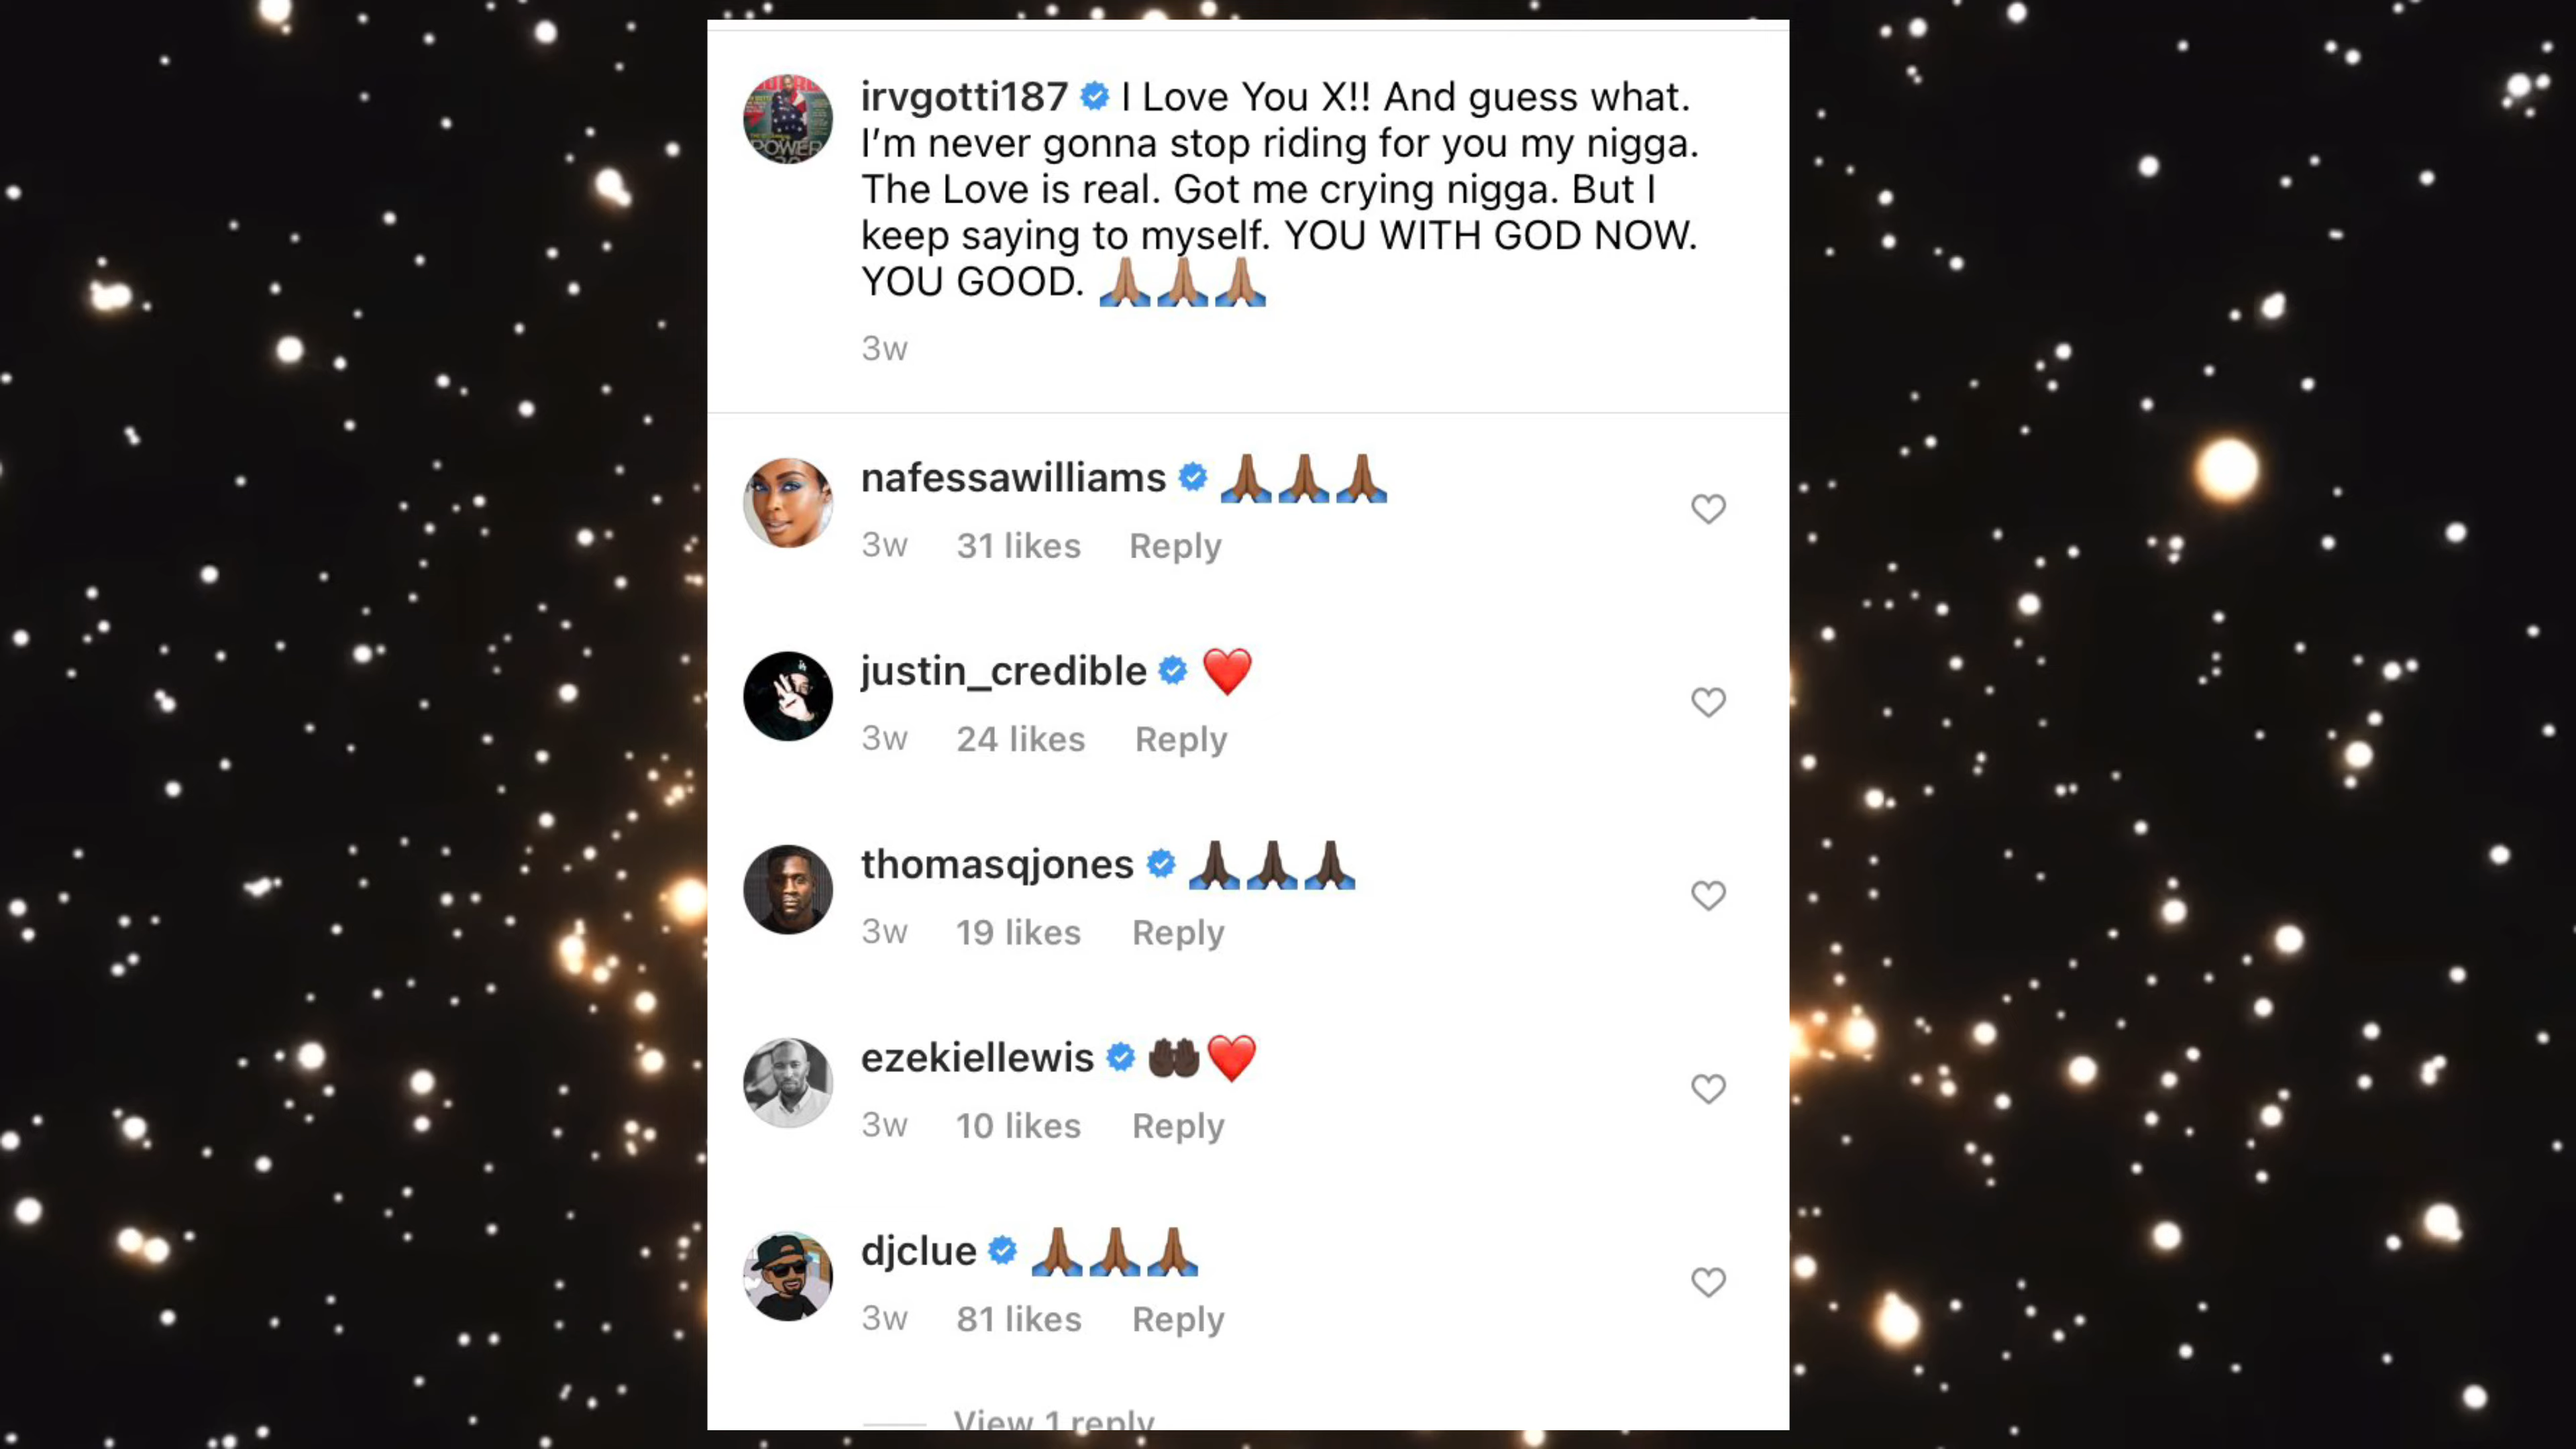 irvgotti187 I Love You X!! And guess what.
I'm never gonna stop riding for you my nigga.
The Love is real. Got me crying nigga. But I
keep saying to myself. YOU WITH GOD NOW.
YOU GOOD. 🙏🏽🙏🏽🙏🏽
3w
nafessawilliams 🙏🏾🙏🏾🙏🏾
3w 31 likes Reply
justin_credible ❤️
3w 24 likes Reply
thomasqjones 🙏🏿🙏🏿🙏🏿
3w 19 likes Reply
ezekiellewis 🤲🏿❤️
3w 10 likes Reply
djclue 🙏🏾🙏🏾🙏🏾
3w 81 likes Reply
View 1 reply
POWER